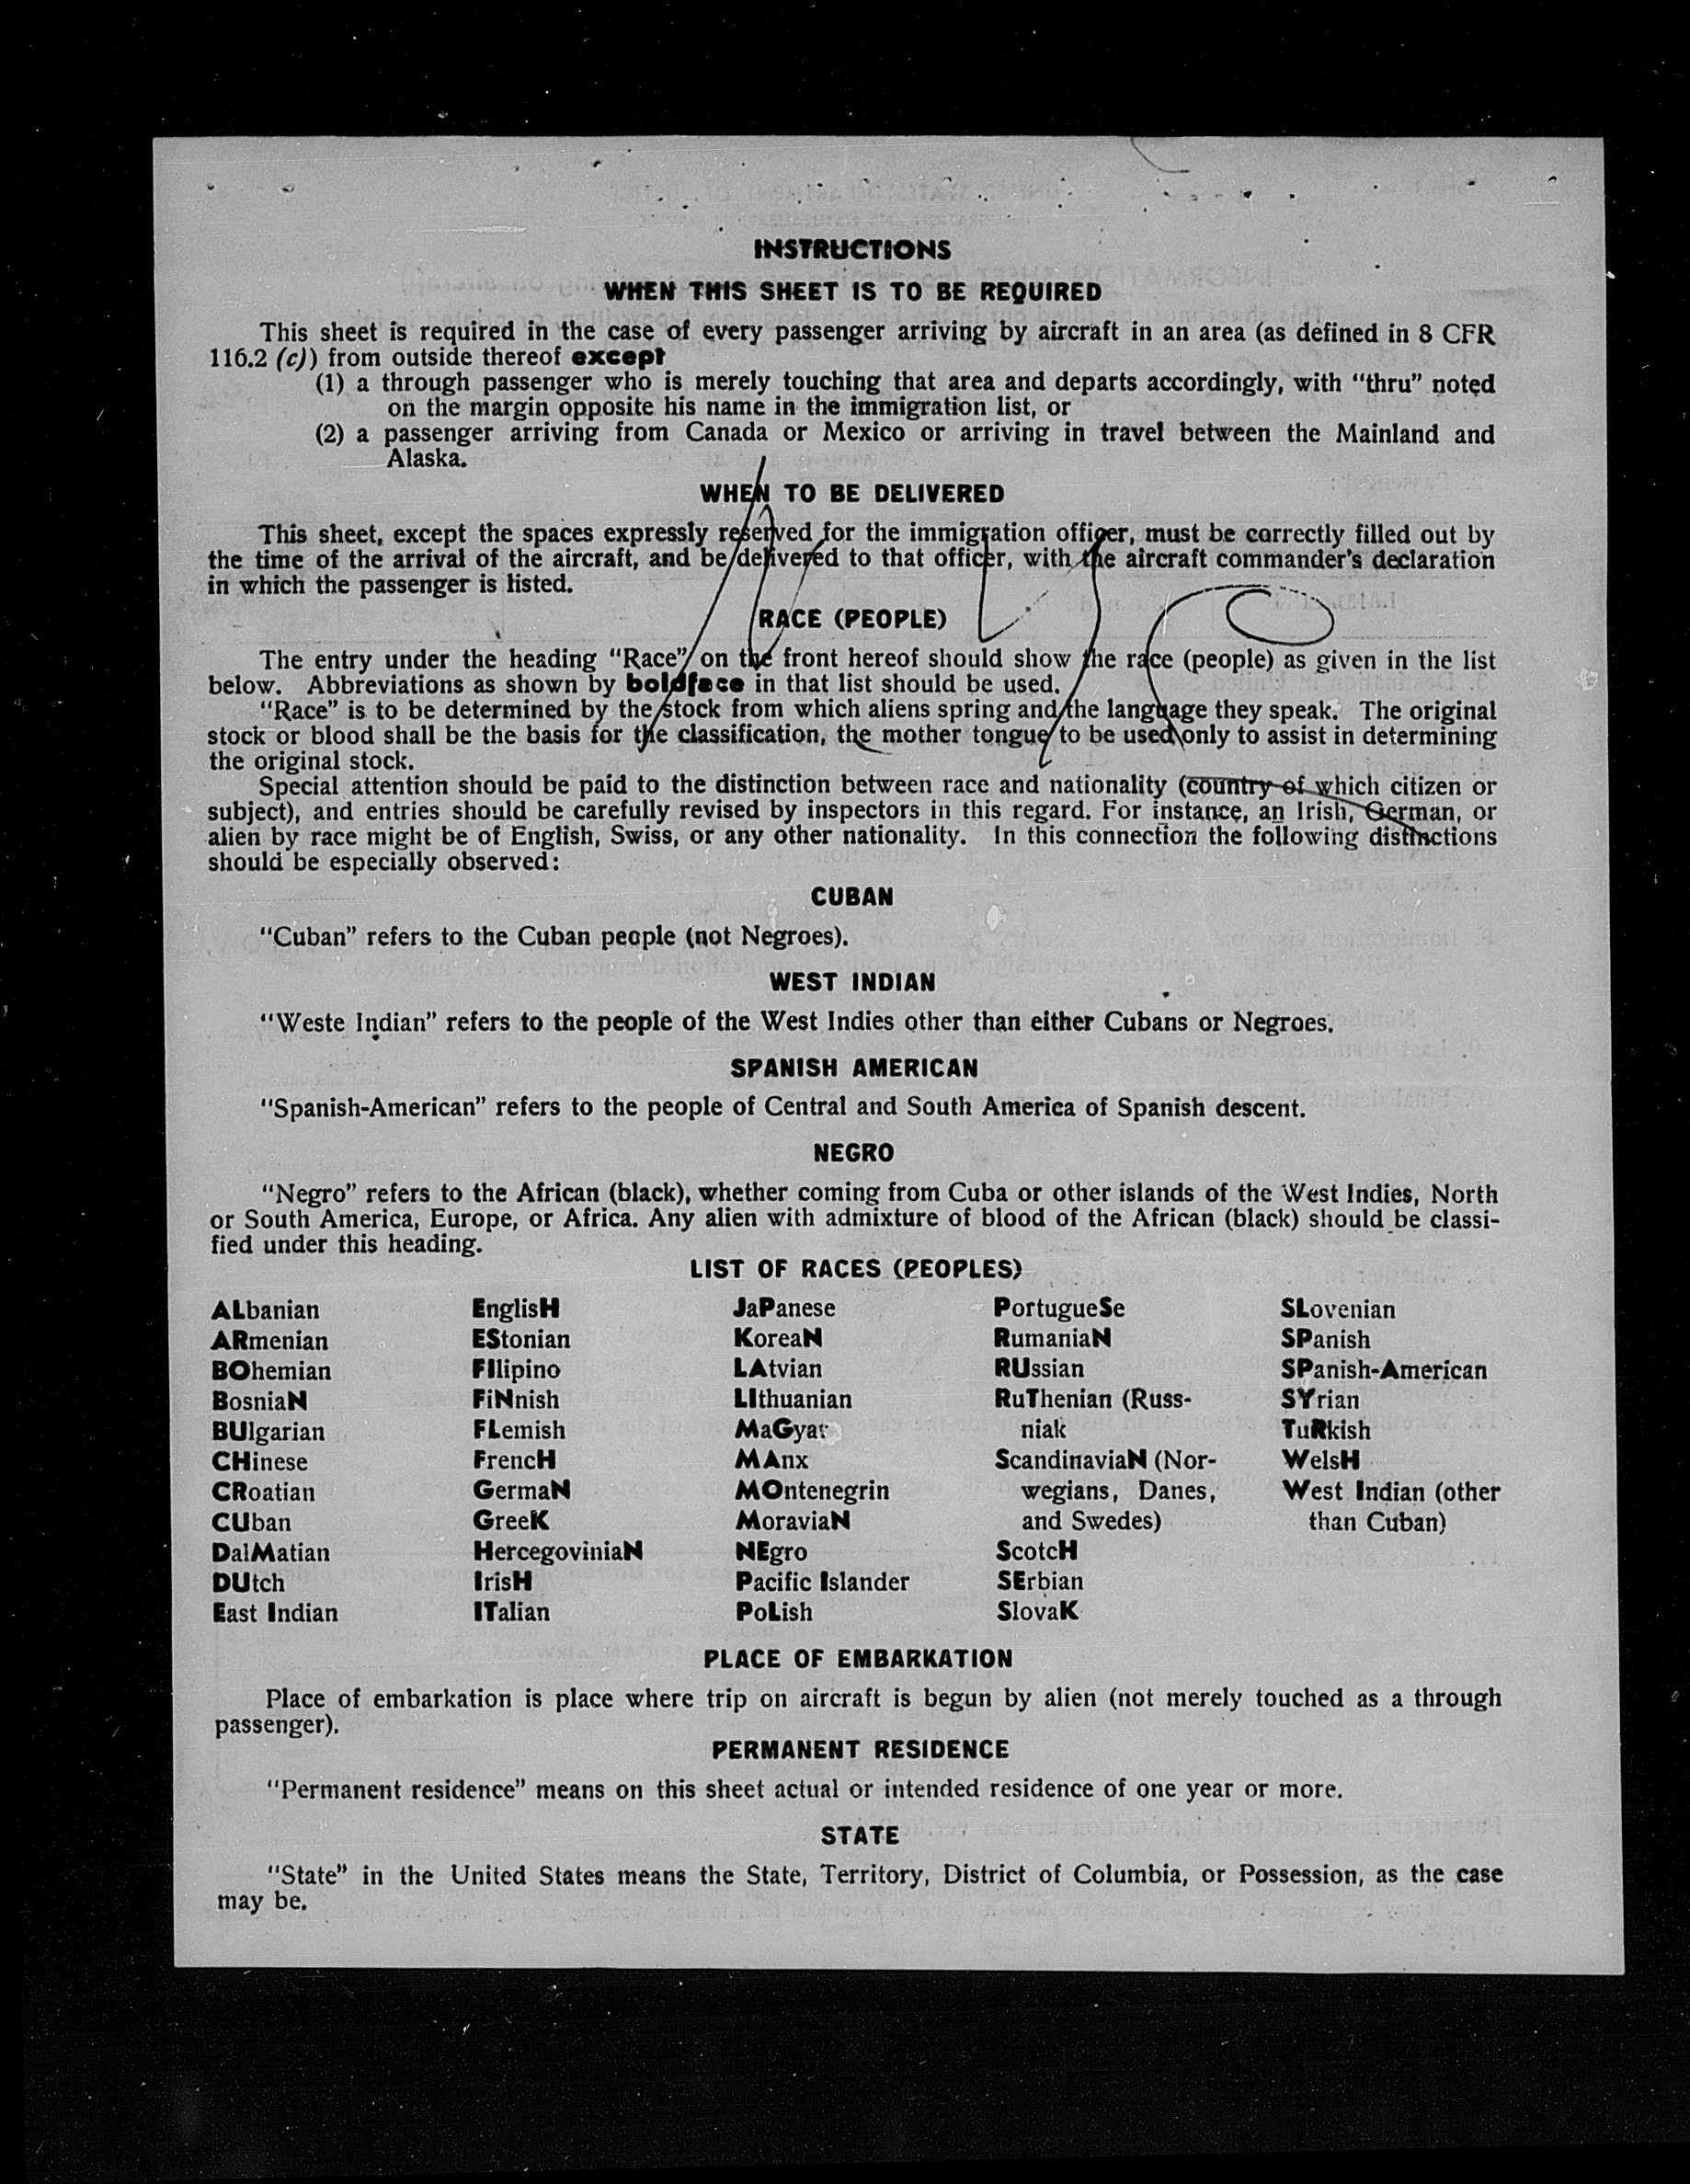 INSTRUCTIONS
WHEN THIS SHEET IS TO BE REQUIRED
This sheet is required in the case of every passenger arriving by aircraft in an area (as defined in 8 CFR
116.2 (c)) from outside thereof except
(1) a through passenger who is merely touching that area and departs accordingly, with "thru" noted
on the margin opposite his name in the immigration list, or
(2) a passenger arriving from Canada or Mexico or arriving in travel between the Mainland and
Alaska.
WHEN TO BE DELIVERED
This sheet, except the spaces expressly reserved for the immigration officer, must be correctly filled out by
the time of the arrival of the aircraft, and be delivered to that officer, with the aircraft commander's declaration
in which the passenger is listed.
RACE (PEOPLE)
The entry under the heading "Race" on the front hereof should show the race (people) as given in the list
below. Abbreviations as shown by boldface in that list should be used.
"Race" is to be determined by the stock from which aliens spring and the language they speak. The original
stock or blood shall be the basis for the classification, the mother tongue to be used only to assist in determining
the original stock.
Special attention should be paid to the distinction between race and nationality (country of which citizen or
subject), and entries should be carefully revised by inspectors in this regard. For instance, an Irish, German, or
alien by race might be of English, Swiss, or any other nationality. In this connection the following distinctions
should be especially observed:
CUBAN
"Cuban" refers to the Cuban people (not Negroes).
WEST INDIAN
"Weste Indian" refers to the people of the West Indies other than either Cubans or Negroes.
SPANISH AMERICAN
"Spanish-American" refers to the people of Central and South America of Spanish descent.
NEGRO
"Negro" refers to the African (black), whether coming from Cuba or other islands of the West Indies, North
or South America, Europe, or Africa. Any alien with admixture of blood of the African (black) should be classi-
fied under this heading.
LIST OF RACES (PEOPLES)
ALbanian
ARmenian
BOhemian
BosniaN
BUlgarian
CHinese
CRoatian
CUban
DalMatian
DUtch
East Indian
EnglisH
EStonian
FIlipino
FiNnish
FLemish
FrencH
GermaN
GreeK
HercegoviniaN
IrisH
ITalian
JaPanese
KoreaN
LAtvian
LIthuanian
MaGyar
MAnx
MOntenegrin
MoraviaN
NEgro
Pacific Islander
PoLish
PortugueSe
RumaniaN
RUssian
RuThenian (Russ-
niak
ScandinaviaN (Nor-
wegians, Danes,
and Swedes)
ScotcH
SErbian
SlovaK
SLovenian
SPanish
SPanish-American
SYrian
TuRkish
WelsH
West Indian (other
than Cuban)
PLACE OF EMBARKATION
Place of embarkation is place where trip on aircraft is begun by alien (not merely touched as a through
passenger).
PERMANENT RESIDENCE
"Permanent residence" means on this sheet actual or intended residence of one year or more.
STATE
"State" in the United States means the State, Territory, District of Columbia, or Possession, as the case
may be.